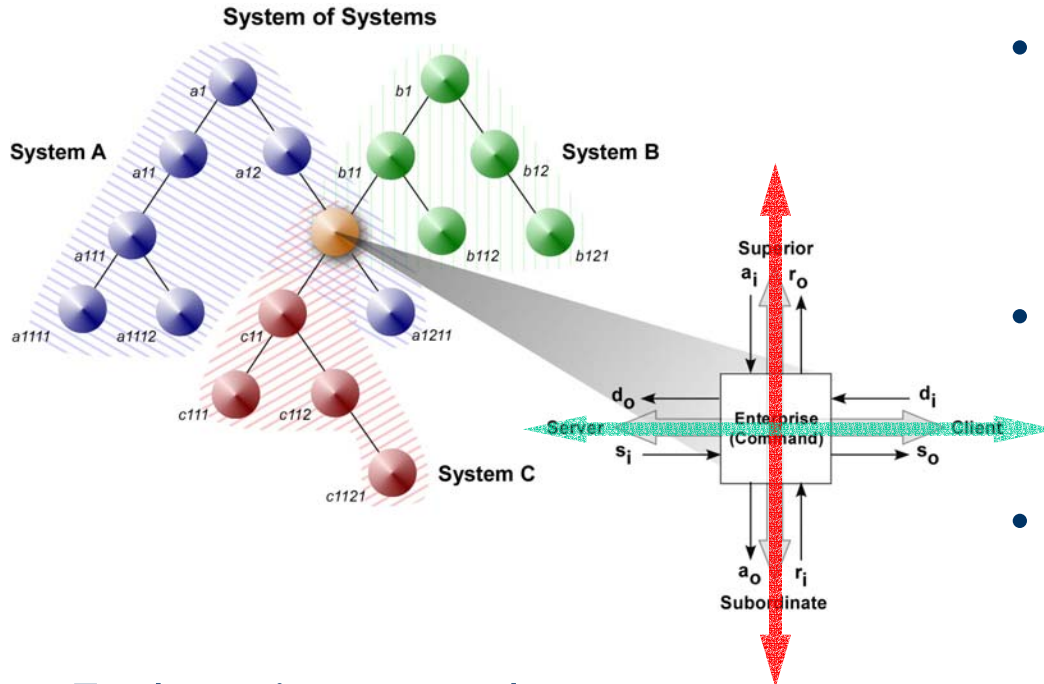 System of Systems
a1
b1
System A
a11
a12
b11
b12
System B
a111
b112
b121
a1111
a1112
c11
a1211
c111
c112
System C
c1121
Superior
ai ro
do di
Enterprise
(Command)
Server Client
si so
ao ri
Subordinate